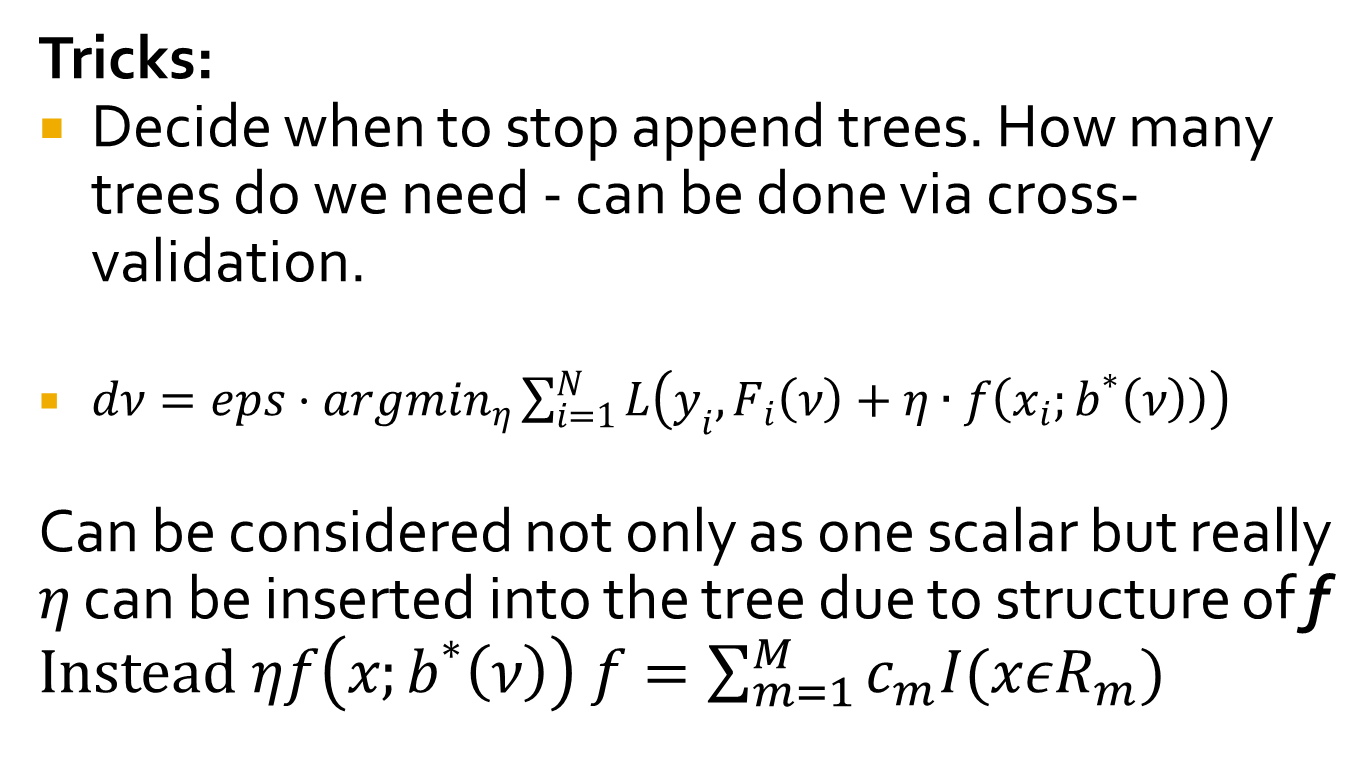 Tricks:
▪ Decide when to stop append trees. How many
trees do we need - can be done via cross-
validation.
▪ 𝑑𝜈 = 𝑒𝑝𝑠 ∙ 𝑎𝑟𝑔𝑚𝑖𝑛_𝜂 ∑_{𝑖=1}^{𝑁} 𝐿(𝑦_𝑖, 𝐹_𝑖(𝜈) + 𝜂 ∙ 𝑓(𝑥_𝑖; 𝑏^*(𝜈)))
Can be considered not only as one scalar but really
𝜂 can be inserted into the tree due to structure of f
Instead 𝜂𝑓(𝑥; 𝑏^*(𝜈)) 𝑓 = ∑_{𝑚=1}^{𝑀} 𝑐_𝑚 𝐼(𝑥𝜖𝑅_𝑚)